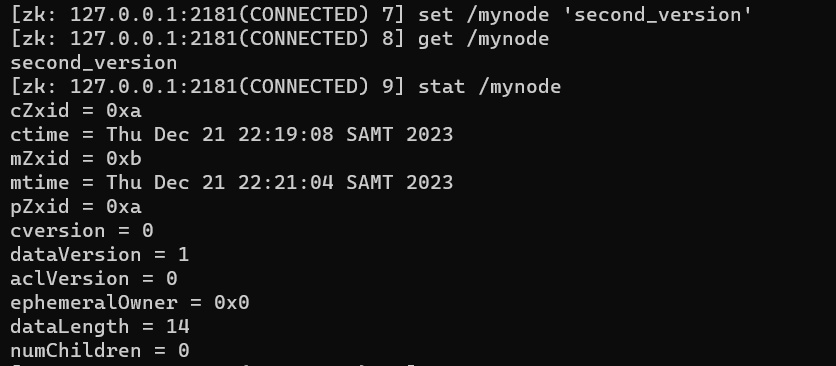 [zk: 127.0.0.1:2181(CONNECTED) 7] set /mynode 'second_version'
[zk: 127.0.0.1:2181(CONNECTED) 8] get /mynode
second_version
[zk: 127.0.0.1:2181(CONNECTED) 9] stat /mynode
cZxid = 0xa
ctime = Thu Dec 21 22:19:08 SAMT 2023
mZxid = 0xb
mtime = Thu Dec 21 22:21:04 SAMT 2023
pZxid = 0xa
cversion = 0
dataVersion = 1
aclVersion = 0
ephemeralOwner = 0x0
dataLength = 14
numChildren = 0